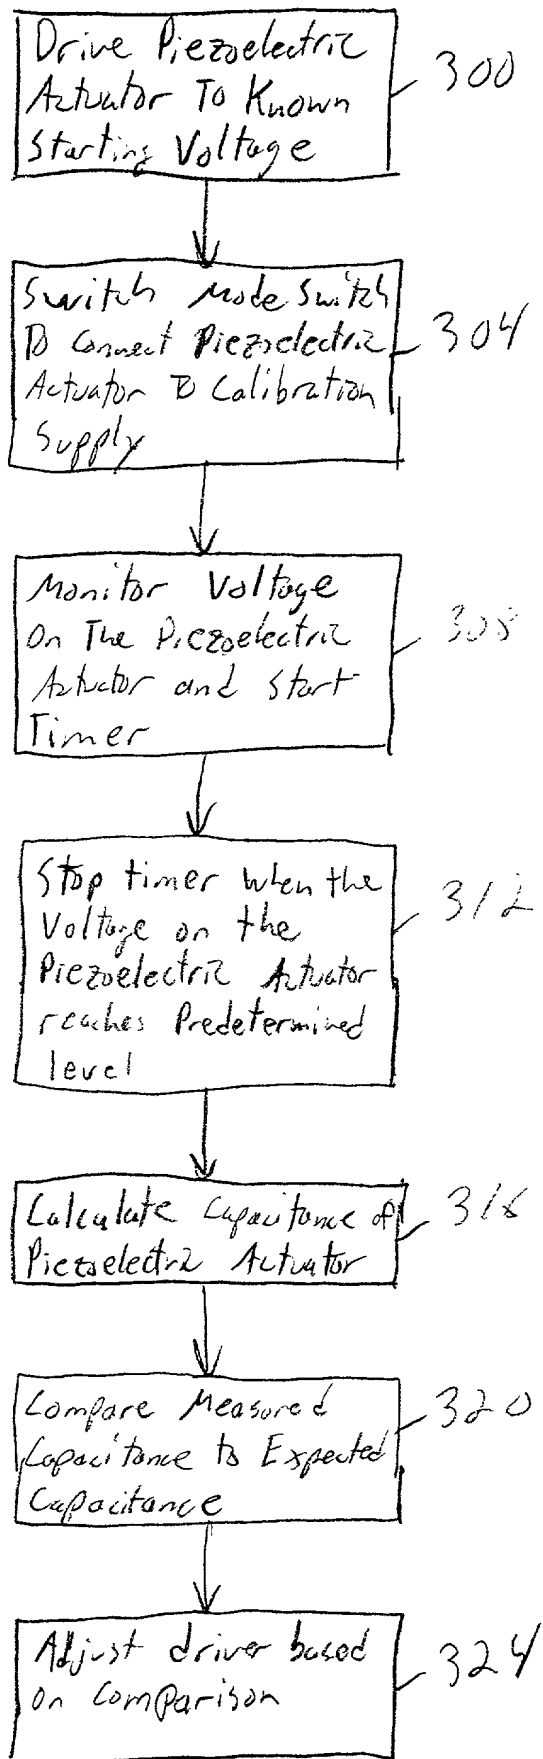 Drive Piezoelectric
Actuator To Known
Starting Voltage
300
Switch Mode Switch
To Connect Piezoelectric
Actuator To Calibration
Supply
304
Monitor Voltage
On The Piezoelectric
Actuator and Start
Timer
308
Stop timer when the
Voltage on the
Piezoelectric Actuator
reaches Predetermined
level
312
Calculate Capacitance of
Piezoelectric Actuator
316
Compare Measured
Capacitance to Expected
Capacitance
320
Adjust driver based
on Comparison
324